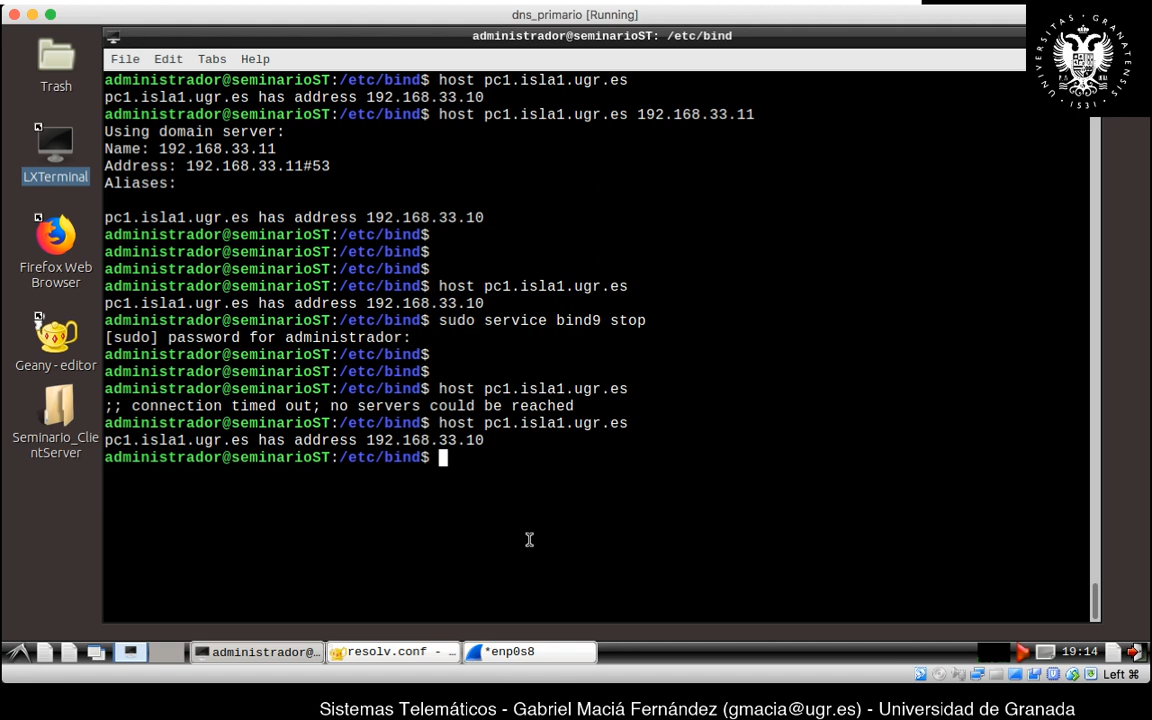 dns_primario [Running]
administrador@seminarioST: /etc/bind
File Edit Tabs Help
administrador@seminarioST:/etc/bind$ host pc1.isla1.ugr.es
pc1.isla1.ugr.es has address 192.168.33.10
administrador@seminarioST:/etc/bind$ host pc1.isla1.ugr.es 192.168.33.11
Using domain server:
Name: 192.168.33.11
Address: 192.168.33.11#53
Aliases:
pc1.isla1.ugr.es has address 192.168.33.10
administrador@seminarioST:/etc/bind$
administrador@seminarioST:/etc/bind$
administrador@seminarioST:/etc/bind$
administrador@seminarioST:/etc/bind$ host pc1.isla1.ugr.es
pc1.isla1.ugr.es has address 192.168.33.10
administrador@seminarioST:/etc/bind$ sudo service bind9 stop
[sudo] password for administrador:
administrador@seminarioST:/etc/bind$
administrador@seminarioST:/etc/bind$
administrador@seminarioST:/etc/bind$ host pc1.isla1.ugr.es
;; connection timed out; no servers could be reached
administrador@seminarioST:/etc/bind$ host pc1.isla1.ugr.es
pc1.isla1.ugr.es has address 192.168.33.10
administrador@seminarioST:/etc/bind$
Trash
LXTerminal
Firefox Web
Browser
Geany - editor
Seminario_Clie
ntServer
UNIVERSITAS GRANATENSIS
1531
administrador@...
resolv.conf - ...
*enp0s8
19:14
Left ⌘
Sistemas Telemáticos - Gabriel Maciá Fernández (gmacia@ugr.es) - Universidad de Granada